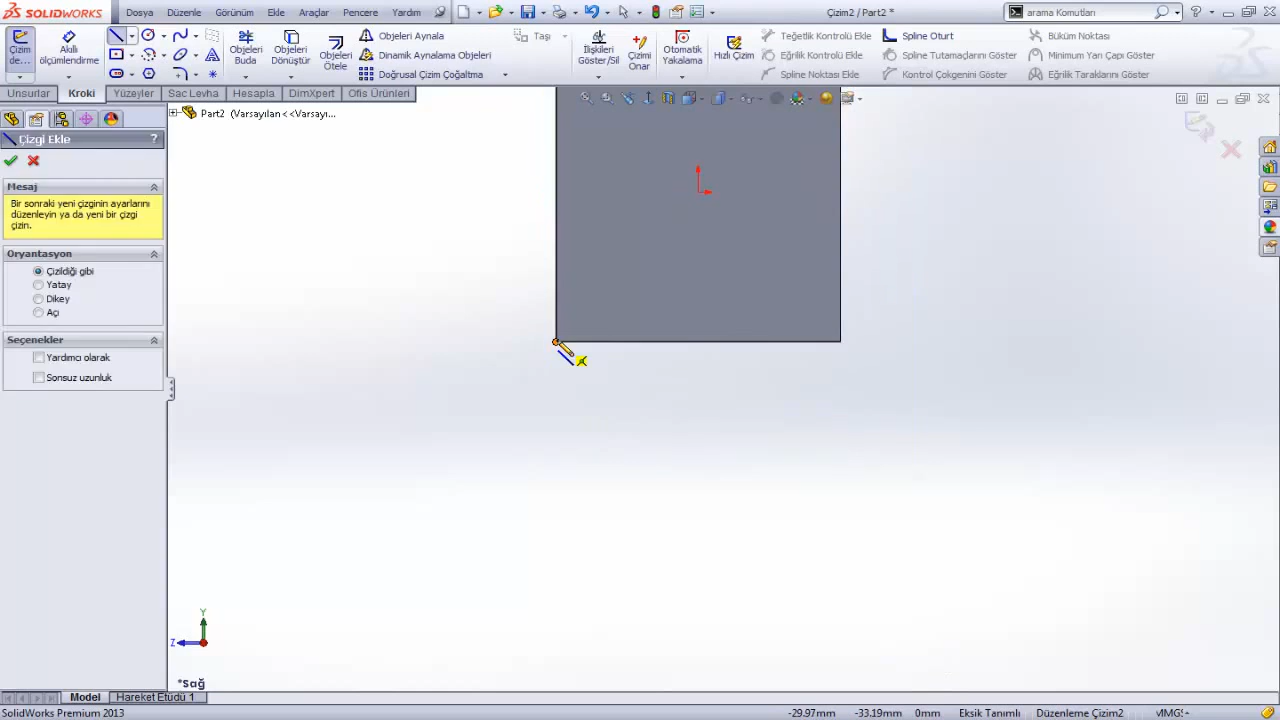 SOLIDWORKS Dosya Düzenle Görünüm Ekle Araçlar Pencere Yardım Çizim2 / Part2 * arama Komutları
Çizim de... Akıllı ölçümlendirme
Objeleri Buda Objeleri Dönüştür Objeleri Ötele
Objeleri Aynala
Dinamik Aynalama Objeleri
Doğrusal Çizim Çoğaltma
Taşı
İlişkileri Göster/Sil Çizimi Onar Otomatik Yakalama Hızlı Çizim
Teğetlik Kontrolü Ekle Spline Oturt Büküm Noktası
Eğrilik Kontrolü Ekle Spline Tutamaçlarını Göster Minimum Yarı Çapı Göster
Spline Noktası Ekle Kontrol Çokgenini Göster Eğrilik Taraklarını Göster
Unsurlar Kroki Yüzeyler Sac Levha Hesapla DimXpert Ofis Ürünleri
Part2 (Varsayılan<<Varsayı...
Çizgi Ekle ?
Mesaj
Bir sonraki yeni çizginin ayarlarını
düzenleyin ya da yeni bir çizgi
çizin.
Oryantasyon
Çizildiği gibi
Yatay
Dikey
Açı
Seçenekler
Yardımcı olarak
Sonsuz uzunluk
Y
Z
*Sağ
Model Hareket Etüdü 1
SolidWorks Premium 2013 -29.97mm -33.19mm 0mm Eksik Tanımlı Düzenleme Çizim2